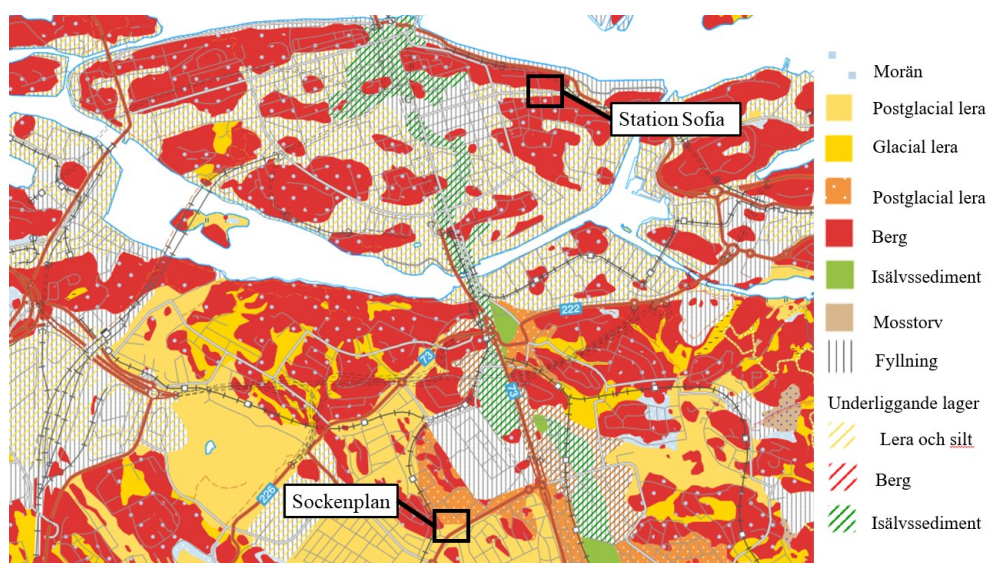 Station Sofia
222
73
73
226
Sockenplan
Morän
Postglacial lera
Glacial lera
Postglacial lera
Berg
Isälvssediment
Mosstorv
Fyllning
Underliggande lager
Lera och silt
Berg
Isälvssediment